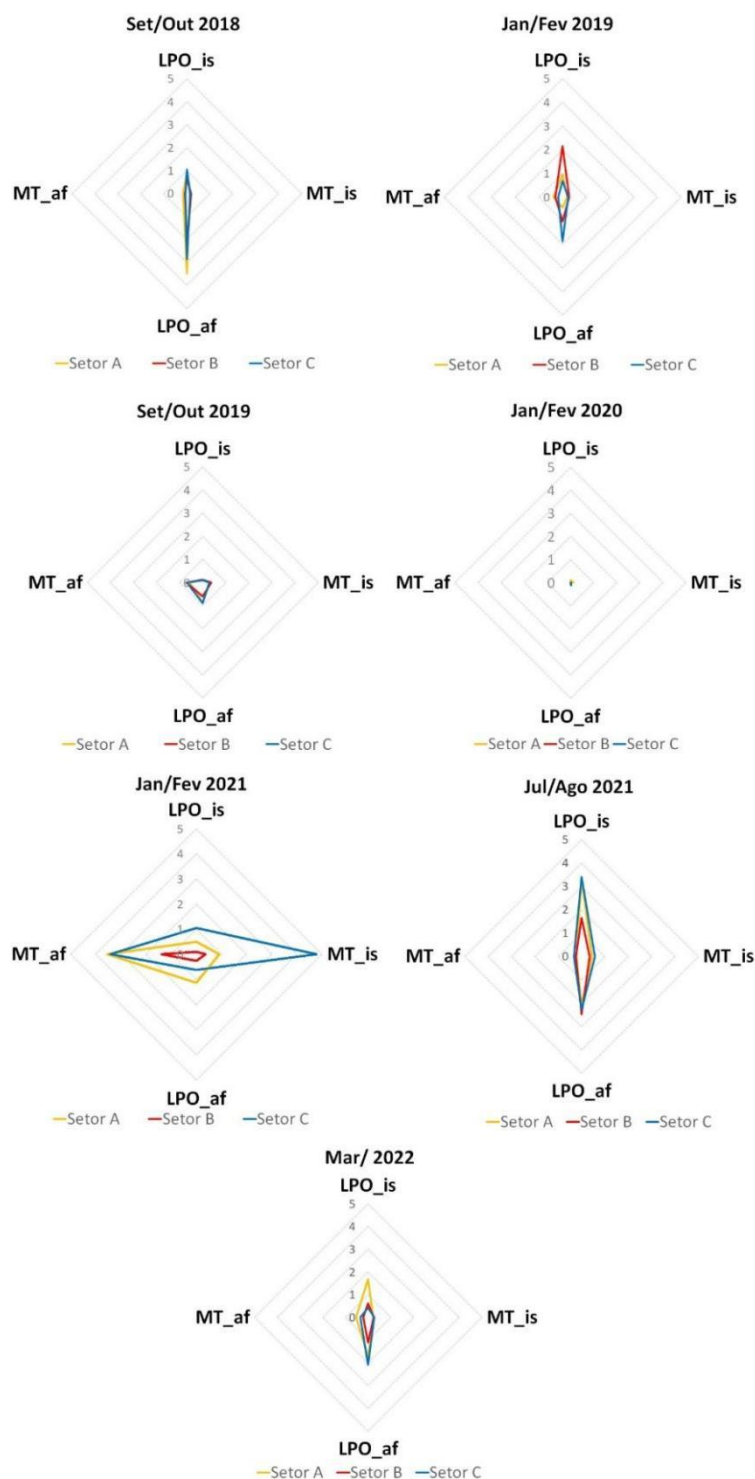 Set/Out 2018
LPO_is
5
4
3
2
1
0
MT_af
MT_is
LPO_af
Setor A Setor B Setor C
Jan/Fev 2019
LPO_is
5
4
3
2
1
0
MT_af
MT_is
LPO_af
Setor A Setor B Setor C
Set/Out 2019
LPO_is
5
4
3
2
1
0
MT_af
MT_is
LPO_af
Setor A Setor B Setor C
Jan/Fev 2020
LPO_is
5
4
3
2
1
0
MT_af
MT_is
LPO_af
Setor A Setor B Setor C
Jan/Fev 2021
LPO_is
5
4
3
2
1
MT_af
MT_is
LPO_af
Setor A Setor B Setor C
Jul/Ago 2021
LPO_is
5
4
3
2
1
0
MT_af
MT_is
LPO_af
Setor A Setor B Setor C
Mar/ 2022
LPO_is
5
4
3
2
1
0
MT_af
MT_is
LPO_af
Setor A Setor B Setor C